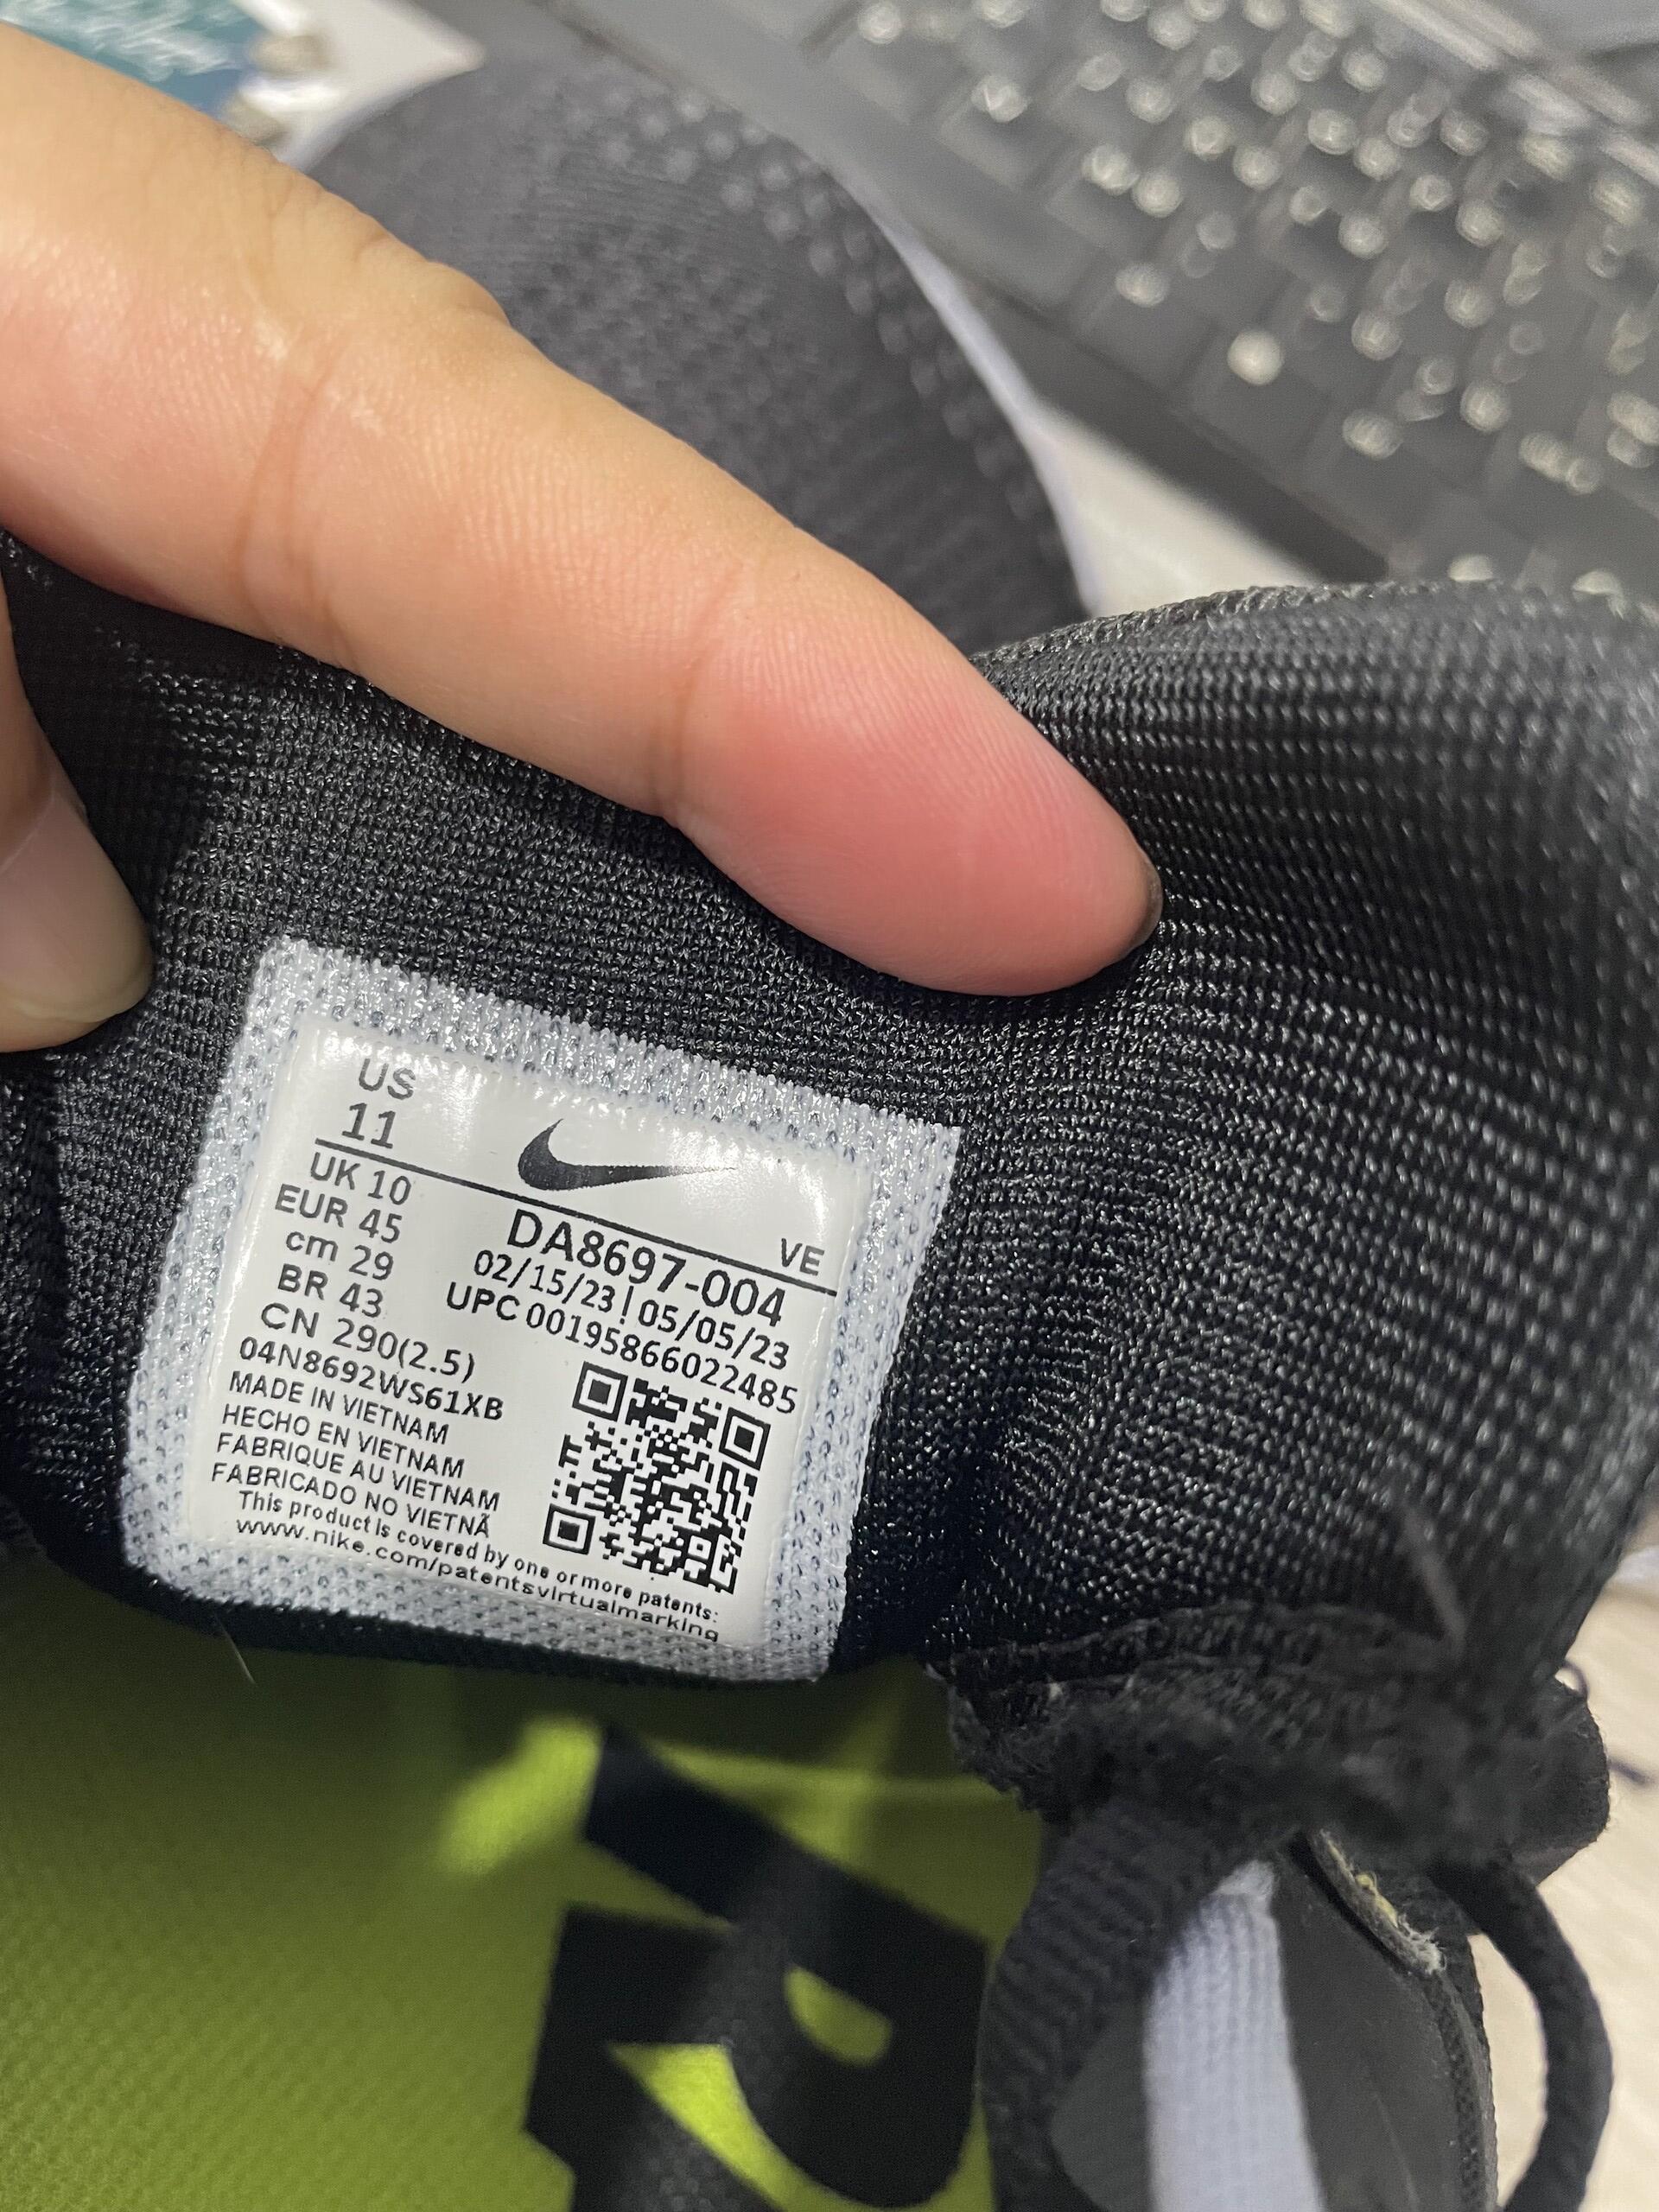 US
11
UK 10
EUR 45
cm 29
BR 43
CN 290(2.5)
VE
DA8697-004
02/15/23 | 05/05/23
UPC 00195866022485
04N8692WS61XB
MADE IN VIETNAM
HECHO EN VIETNAM
FABRIQUE AU VIETNAM
FABRICADO NO VIETNÃ
This product is covered by one or more patents:
www.nike.com/patentsvirtualmarking